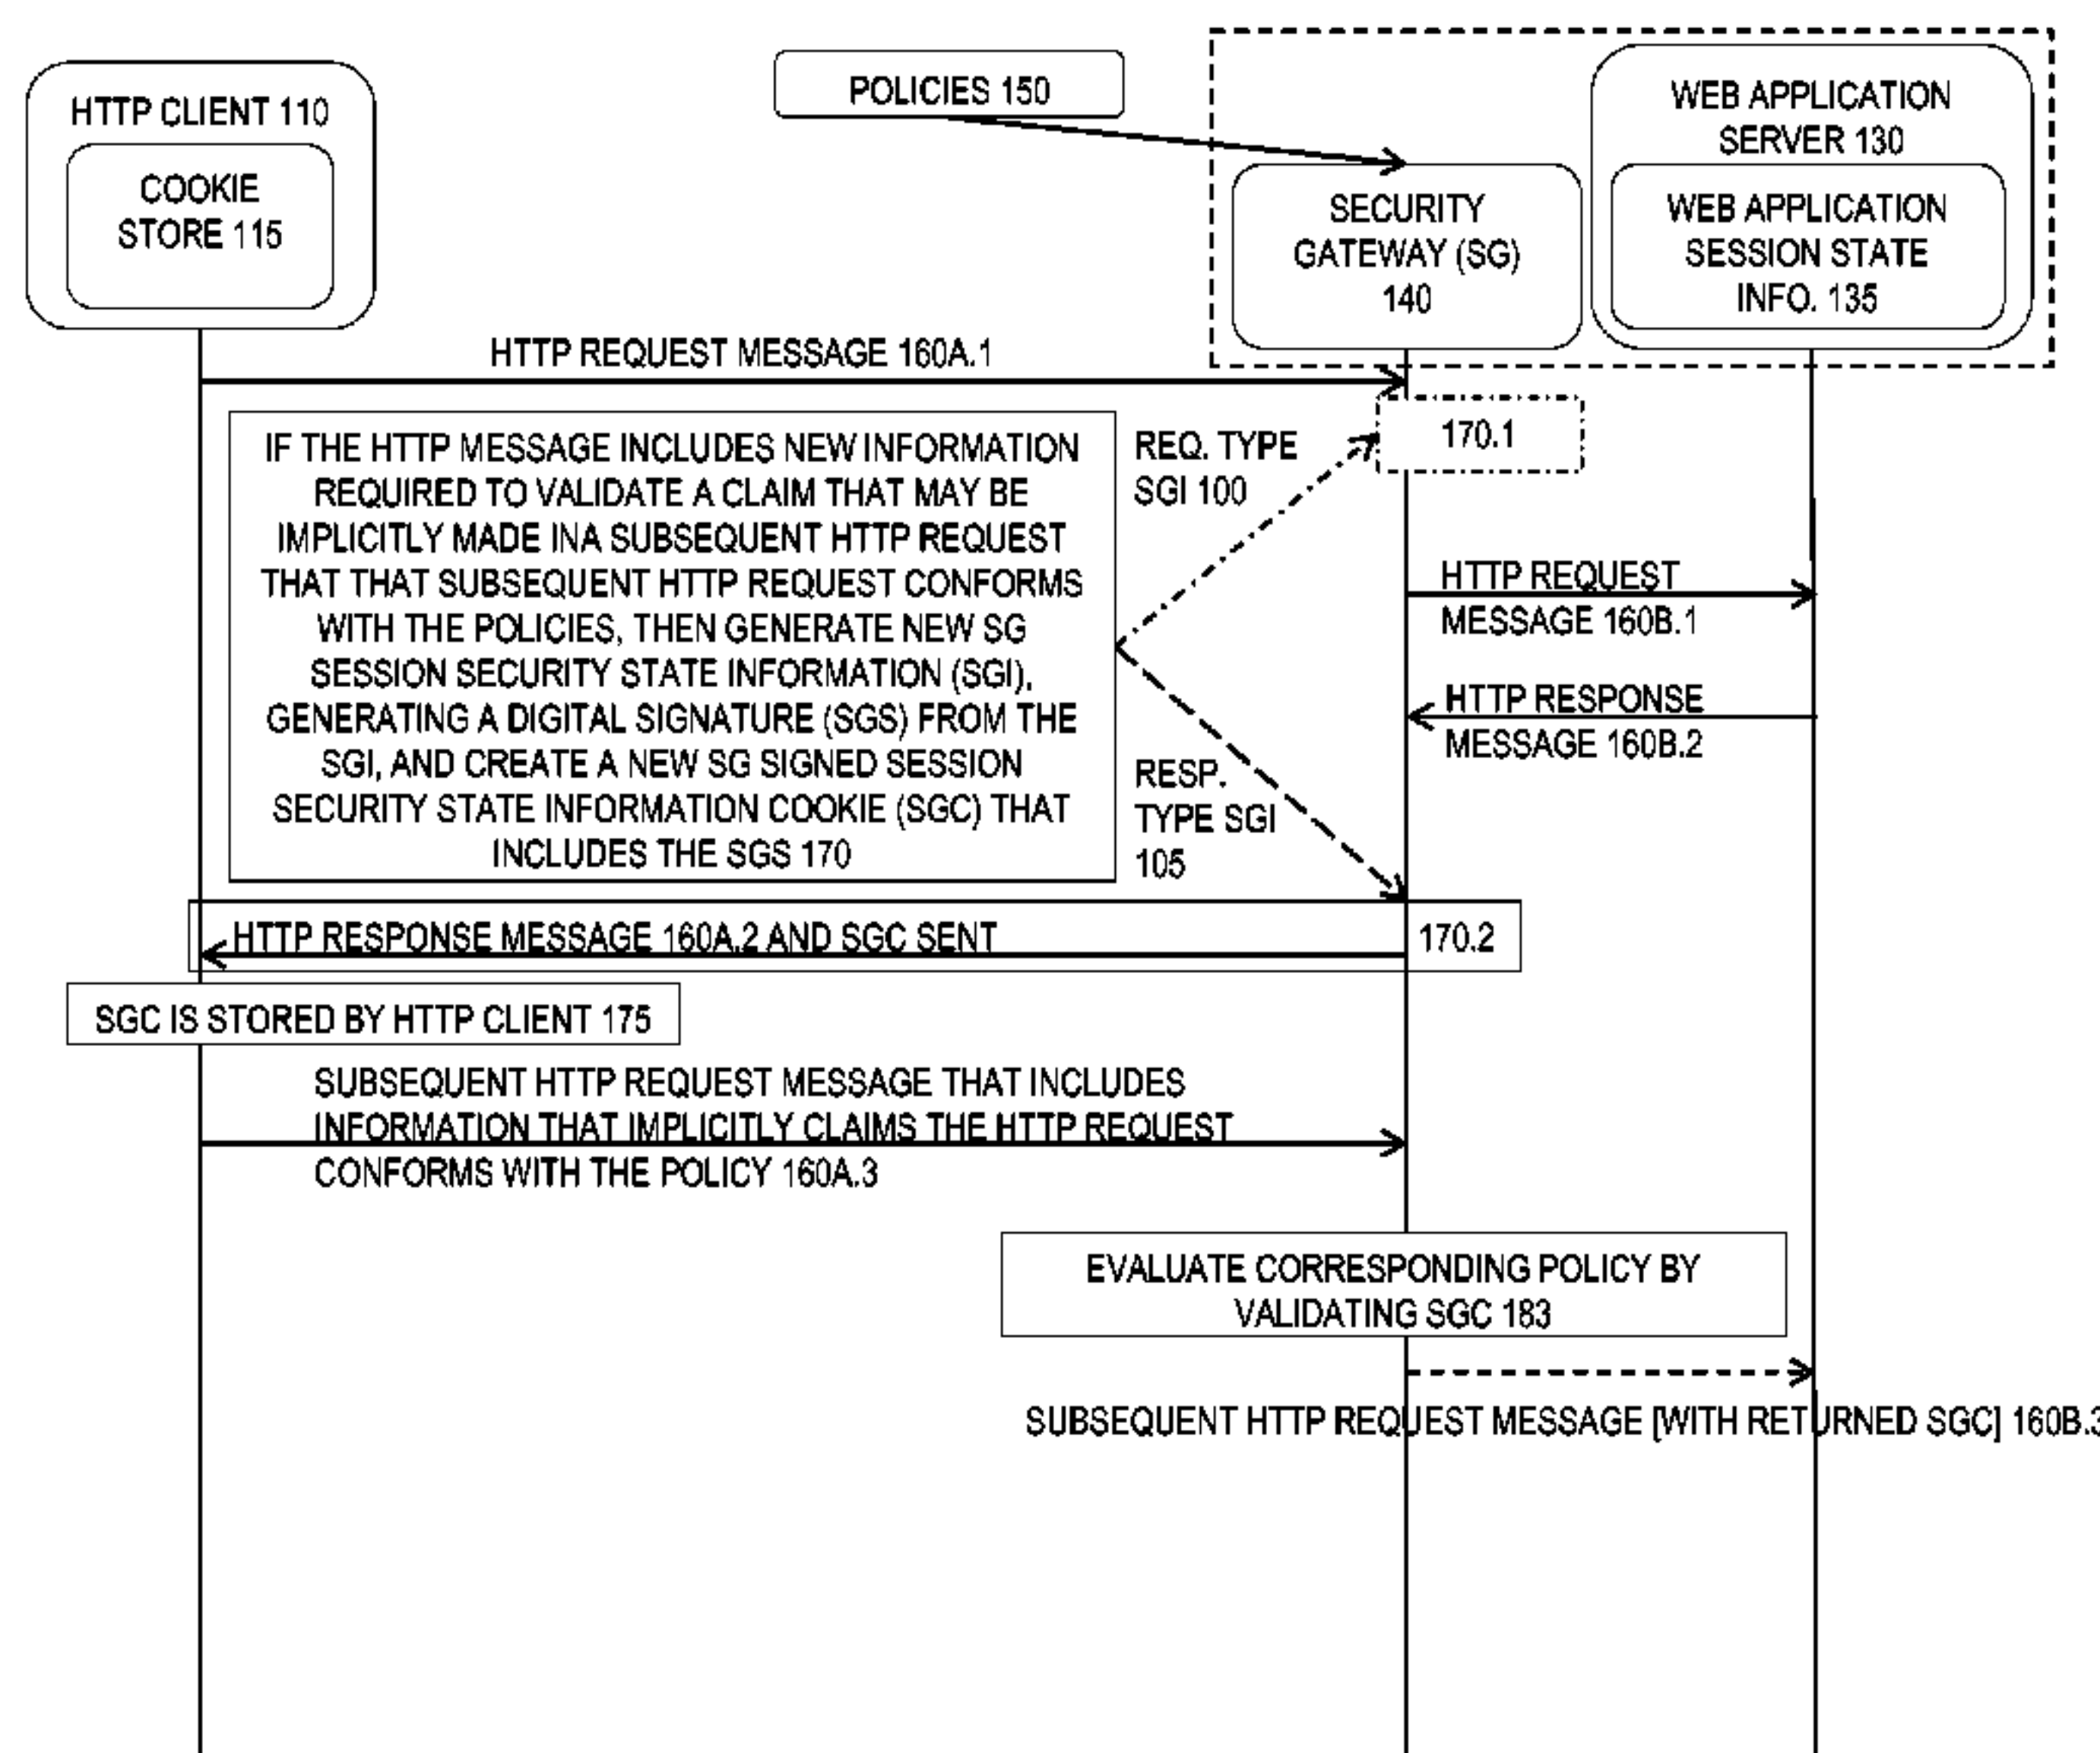 HTTP CLIENT 110
COOKIE
STORE 115
POLICIES 150
SECURITY
GATEWAY (SG)
140
WEB APPLICATION
SERVER 130
WEB APPLICATION
SESSION STATE
INFO. 135
HTTP REQUEST MESSAGE 160A.1
IF THE HTTP MESSAGE INCLUDES NEW INFORMATION
REQUIRED TO VALIDATE A CLAIM THAT MAY BE
IMPLICITLY MADE INA SUBSEQUENT HTTP REQUEST
THAT THAT SUBSEQUENT HTTP REQUEST CONFORMS
WITH THE POLICIES, THEN GENERATE NEW SG
SESSION SECURITY STATE INFORMATION (SGI),
GENERATING A DIGITAL SIGNATURE (SGS) FROM THE
SGI, AND CREATE A NEW SG SIGNED SESSION
SECURITY STATE INFORMATION COOKIE (SGC) THAT
INCLUDES THE SGS 170
REQ. TYPE
SGI 100
170.1
HTTP REQUEST
MESSAGE 160B.1
HTTP RESPONSE
MESSAGE 160B.2
RESP.
TYPE SGI
105
HTTP RESPONSE MESSAGE 160A.2 AND SGC SENT
170.2
SGC IS STORED BY HTTP CLIENT 175
SUBSEQUENT HTTP REQUEST MESSAGE THAT INCLUDES
INFORMATION THAT IMPLICITLY CLAIMS THE HTTP REQUEST
CONFORMS WITH THE POLICY 160A.3
EVALUATE CORRESPONDING POLICY BY
VALIDATING SGC 183
SUBSEQUENT HTTP REQUEST MESSAGE [WITH RETURNED SGC] 160B.3